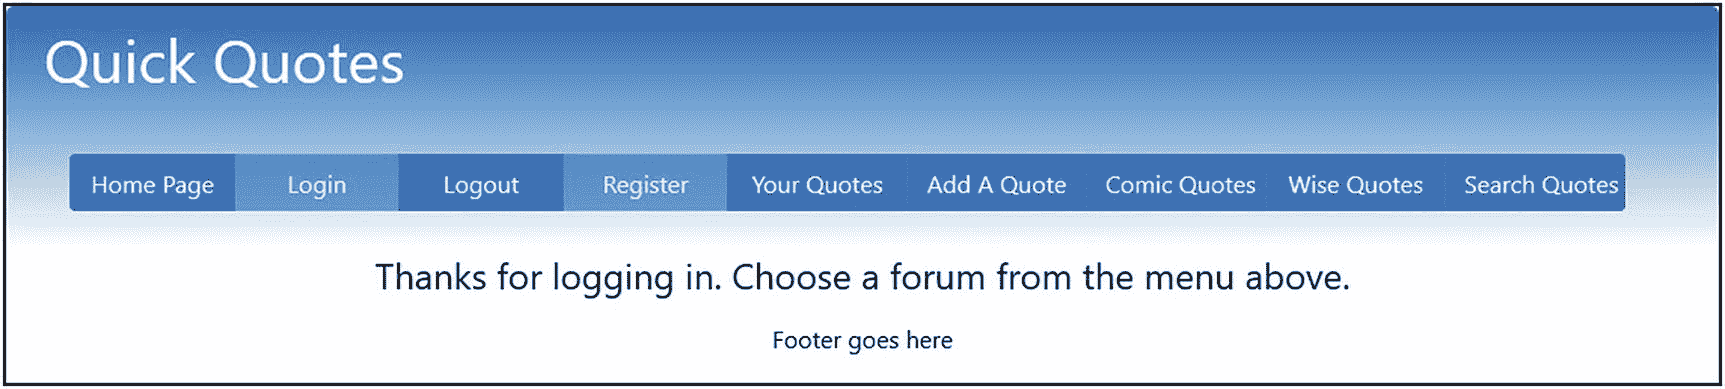 Quick Quotes
Home Page Login Logout Register Your Quotes Add A Quote Comic Quotes Wise Quotes Search Quotes
Thanks for logging in. Choose a forum from the menu above.
Footer goes here